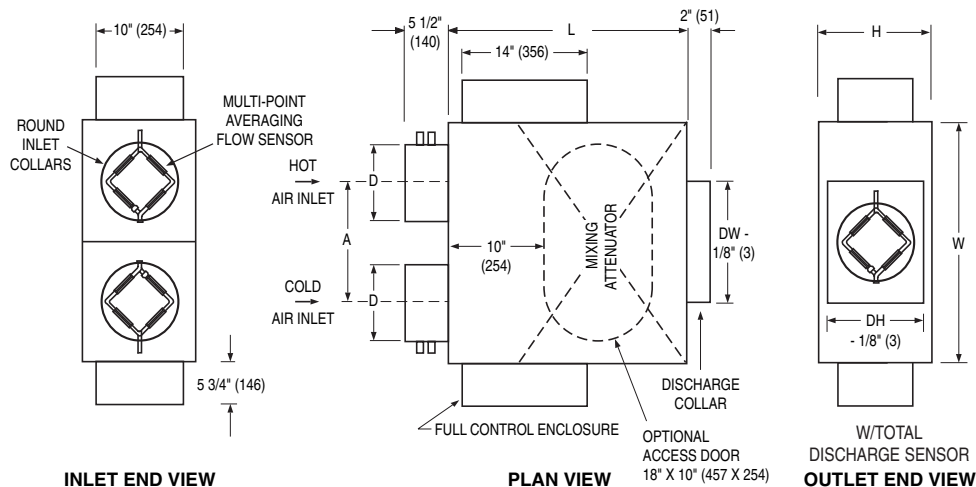 10" (254)
ROUND
INLET
COLLARS
MULTI-POINT
AVERAGING
FLOW SENSOR
5 3/4" (146)
INLET END VIEW
5 1/2"
(140)
L
2" (51)
14" (356)
HOT
AIR INLET
D
A
10"
(254)
MIXING
ATTENUATOR
DW -
1/8" (3)
COLD
AIR INLET
D
DISCHARGE
COLLAR
FULL CONTROL ENCLOSURE
OPTIONAL
ACCESS DOOR
18" X 10" (457 X 254)
PLAN VIEW
H
W
DH
- 1/8" (3)
W/TOTAL
DISCHARGE SENSOR
OUTLET END VIEW